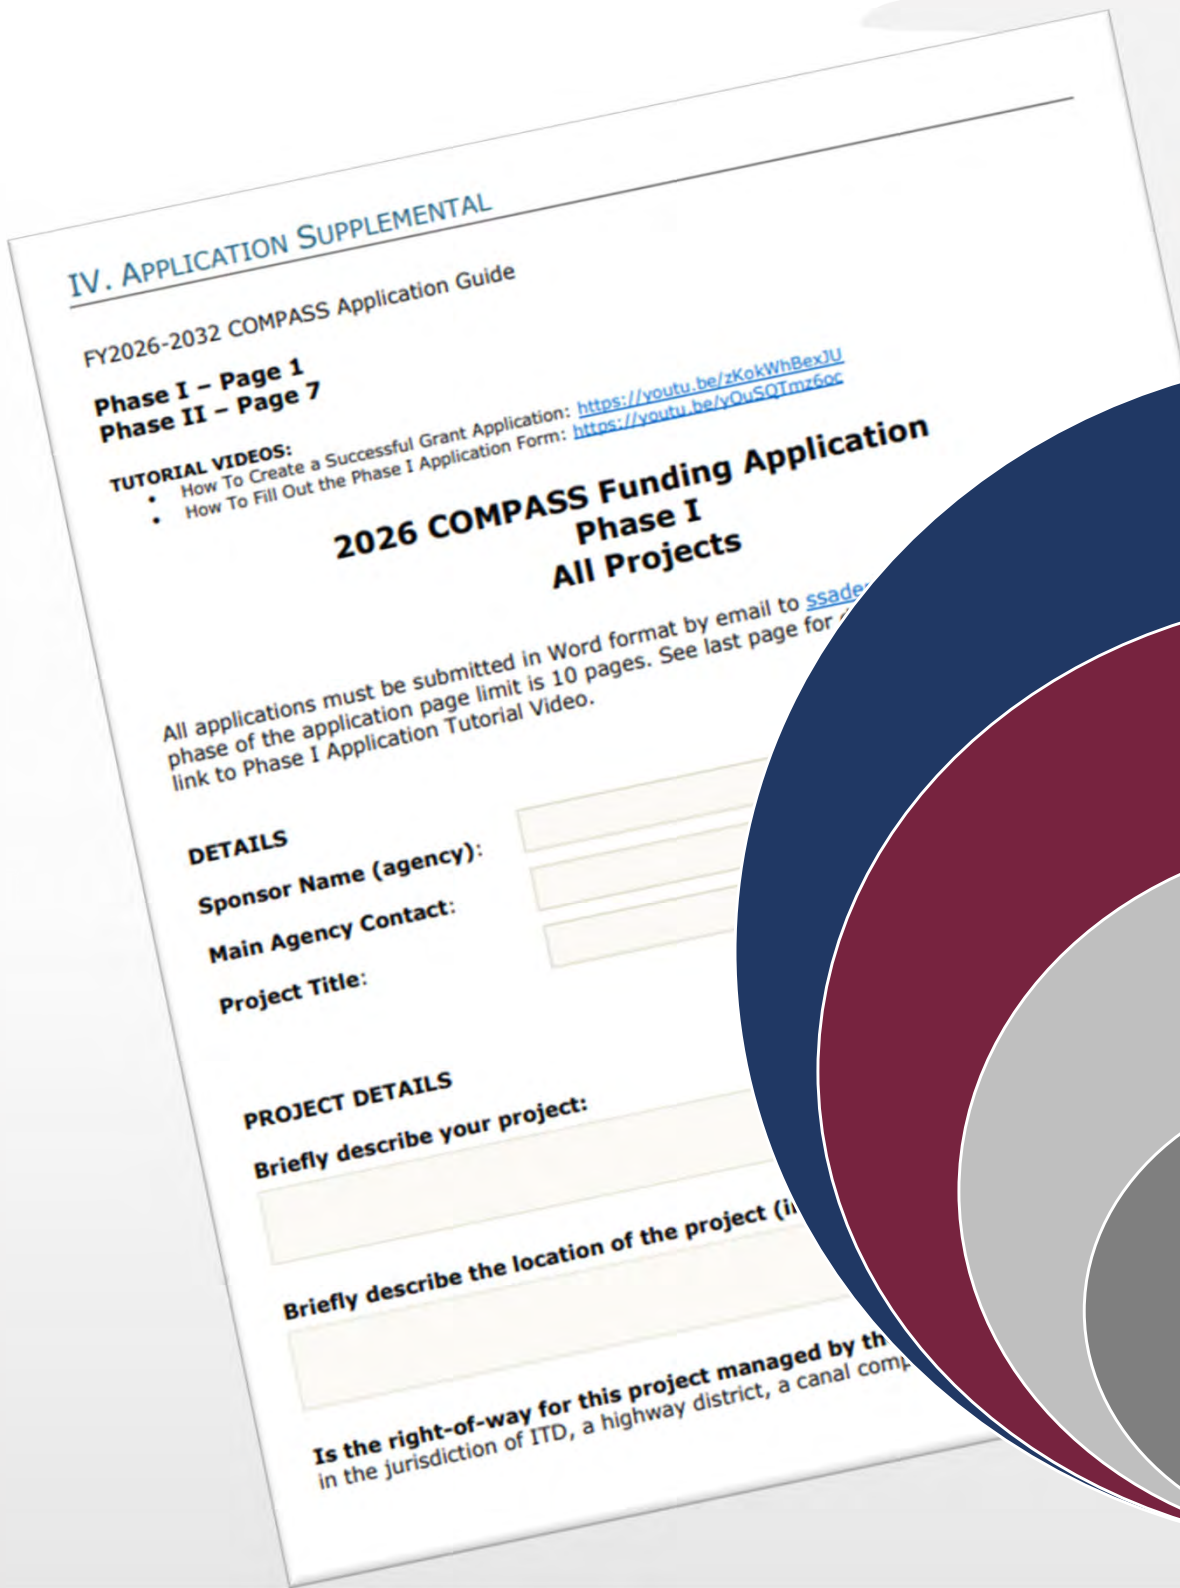 IV. APPLICATION SUPPLEMENTAL
FY2026-2032 COMPASS Application Guide
Phase I – Page 1
Phase II – Page 7
TUTORIAL VIDEOS:
• How To Create a Successful Grant Application: https://youtu.be/zKokWhBexJU
• How To Fill Out the Phase I Application Form: https://youtu.be/yOuSQTmz6oc
2026 COMPASS Funding Application
Phase I
All Projects
All applications must be submitted in Word format by email to
phase of the application page limit is 10 pages. See last page for
link to Phase I Application Tutorial Video.
DETAILS
Sponsor Name (agency):
Main Agency Contact:
Project Title:
PROJECT DETAILS
Briefly describe your project:
Briefly describe the location of the project
Is the right-of-way for this project managed by
in the jurisdiction of ITD, a highway district, a canal